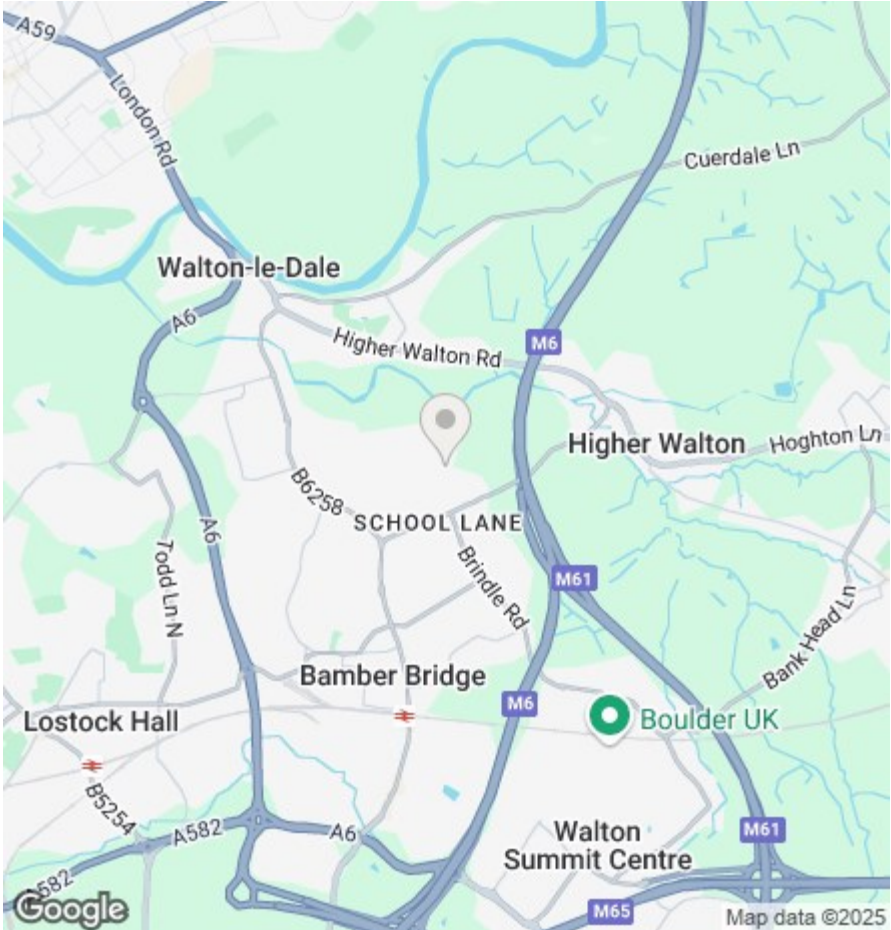 A59
London Rd
Cuerdale Ln
Walton-le-Dale
A6
Higher Walton Rd
M6
Higher Walton
Hoghton Ln
B6258
SCHOOL LANE
A6
Todd Ln N
Brindle Rd
M61
Bank Head Ln
Bamber Bridge
M6
Boulder UK
Lostock Hall
B5254
A582
A6
Walton
Summit Centre
M61
A582
M65
Google
Map data ©2025